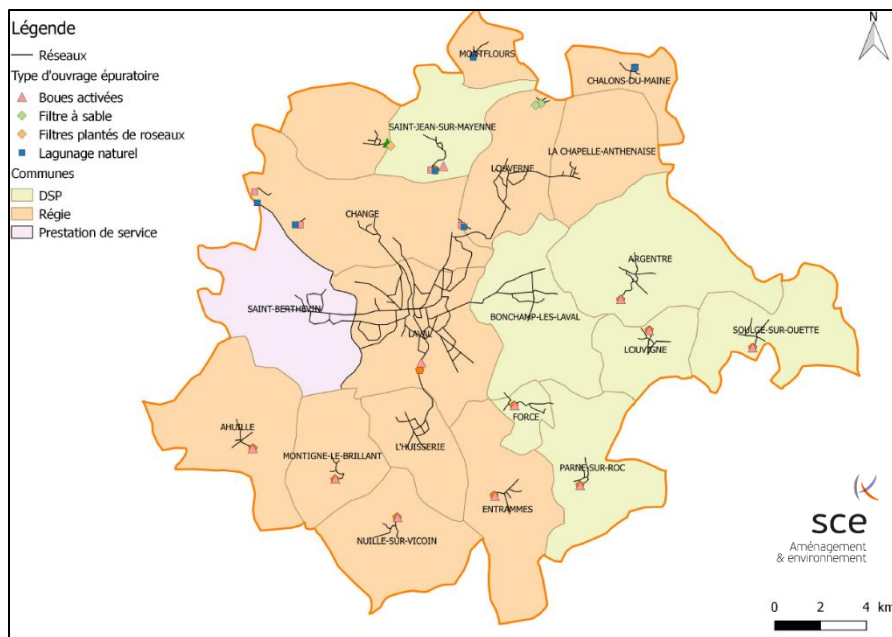 Légende
Réseaux
Type d'ouvrage épuratoire
Boues activées
Filtre à sable
Filtres plantés de roseaux
Lagunage naturel
Communes
DSP
Régie
Prestation de service
N
MONTFLOURS
CHALONS-DU-MAINE
SAINT-JEAN-SUR-MAYENNE
LA CHAPELLE-ANTHENAISE
LOUVERNE
CHANGE
ARGENTRE
SAINT-BERTHEVIN
BONCHAMP-LES-LAVAL
LAVAL
SOULGE-SUR-OUETTE
LOUVIGNE
FORCE
AHUILLE
L'HUISSERIE
MONTIGNE-LE-BRILLANT
PARNE-SUR-ROC
ENTRAMMES
NUILLE-SUR-VICOIN
sce
Aménagement
& environnement
0 2 4 km